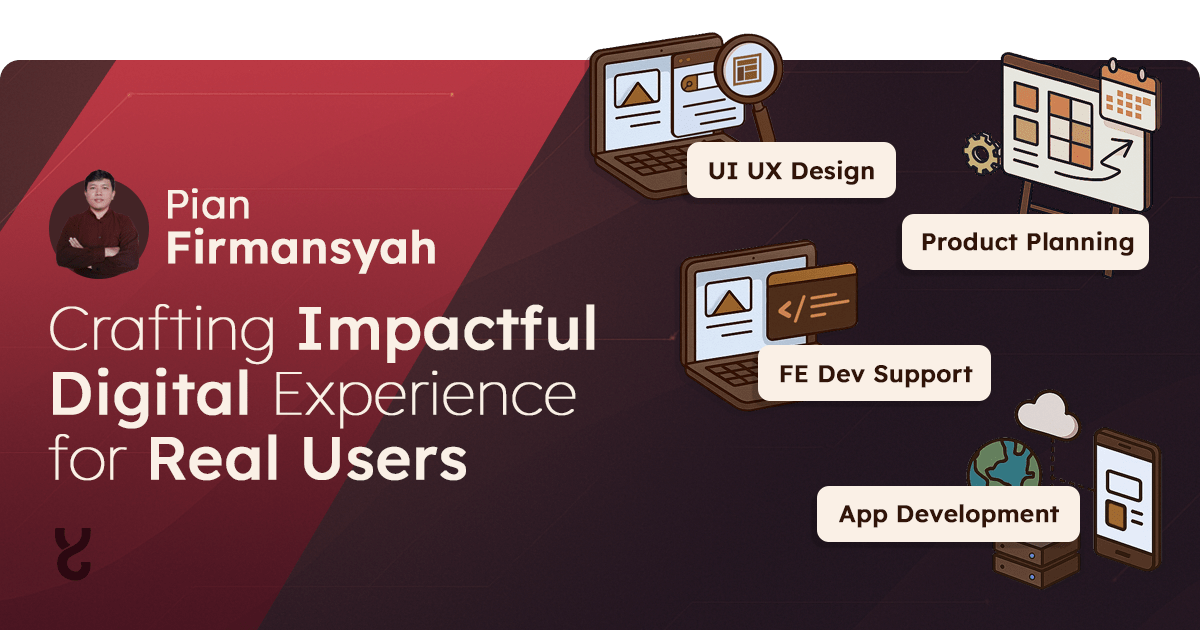 Pian
Firmansyah
Crafting Impactful
Digital Experience
for Real Users
UI UX Design
Product Planning
</>
FE Dev Support
App Development